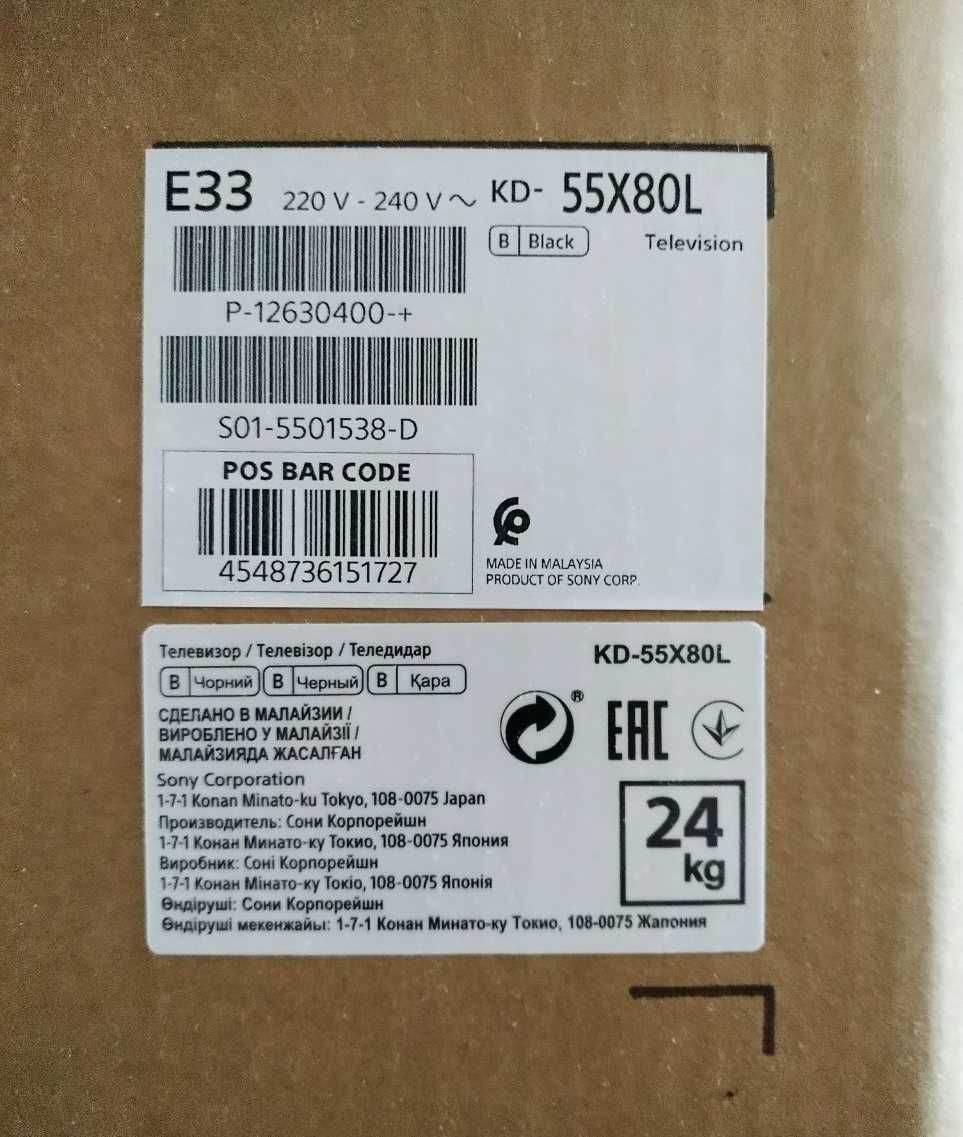 E33 220 V - 240 V ~ KD- 55X80L
B Black Television
P-12630400-+
S01-5501538-D
POS BAR CODE
4548736151727
MADE IN MALAYSIA
PRODUCT OF SONY CORP.
Телевизор / Телевізор / Теледидар KD-55X80L
B Чорний B Черный B Қара
СДЕЛАНО В МАЛАЙЗИИ /
ВИРОБЛЕНО У МАЛАЙЗІЇ /
МАЛАЙЗИЯДА ЖАСАЛҒАН
® EAC
Sony Corporation
1-7-1 Konan Minato-ku Tokyo, 108-0075 Japan
Производитель: Сони Корпорейшн
1-7-1 Конан Минато-ку Токио, 108-0075 Япония
Виробник: Соні Корпорейшн
1-7-1 Конан Мінато-ку Токіо, 108-0075 Японія
Өндіруші: Сони Корпорейшн
Өндіруші мекенжайы: 1-7-1 Конан Минато-ку Токио, 108-0075 Жапония
24
kg